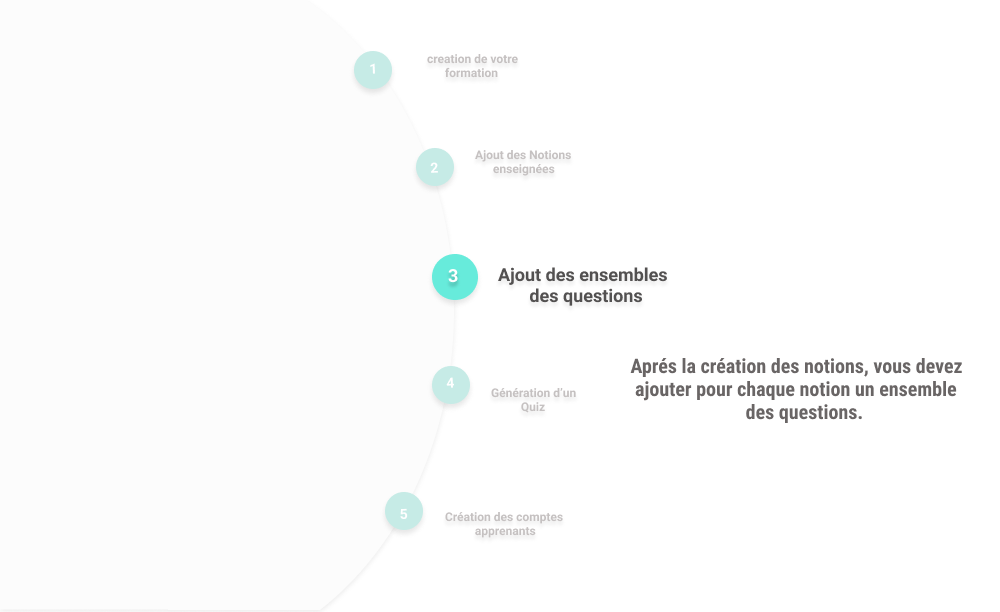 1
creation de votre
formation
2
Ajout des Notions
enseignées
3
Ajout des ensembles
des questions
Aprés la création des notions, vous devez
ajouter pour chaque notion un ensemble
des questions.
4
Génération d'un
Quiz
5
Création des comptes
apprenants